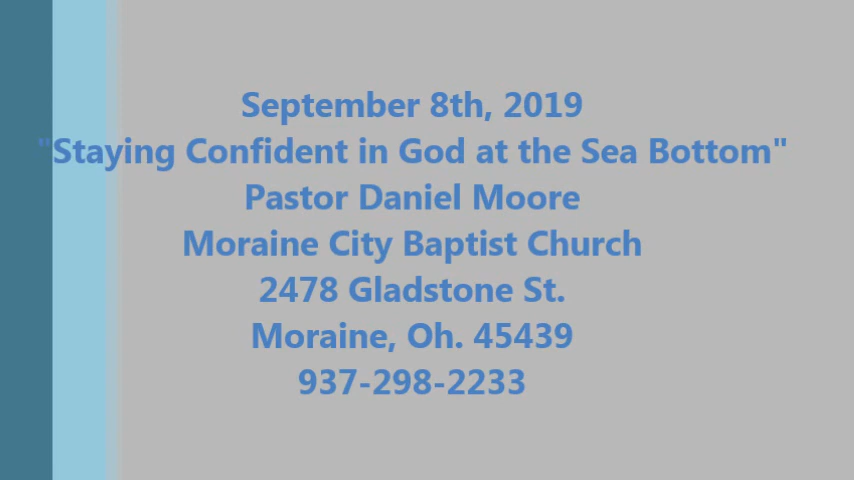 September 8th, 2019
"Staying Confident in God at the Sea Bottom"
Pastor Daniel Moore
Moraine City Baptist Church
2478 Gladstone St.
Moraine, Oh. 45439
937-298-2233